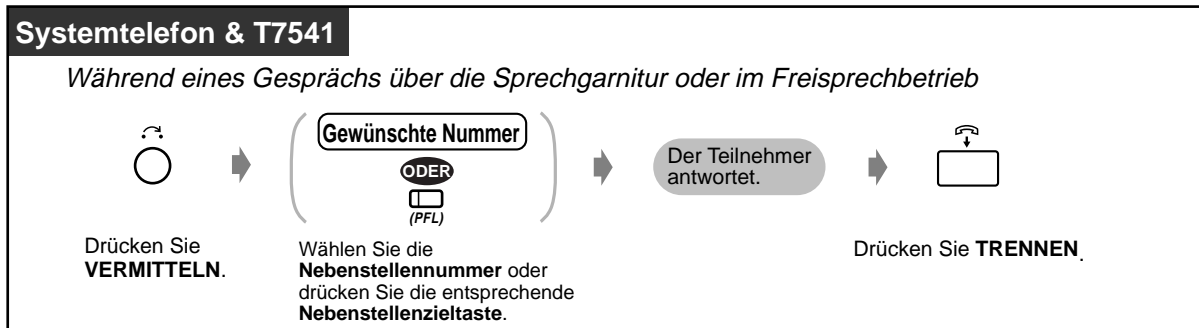 Systemtelefon & T7541
Während eines Gesprächs über die Sprechgarnitur oder im Freisprechbetrieb
Gewünschte Nummer
ODER
(PFL)
Der Teilnehmer
antwortet.
Drücken Sie
VERMITTELN.
Wählen Sie die
Nebenstellennummer oder
drücken Sie die entsprechende
Nebenstellenzieltaste.
Drücken Sie TRENNEN.